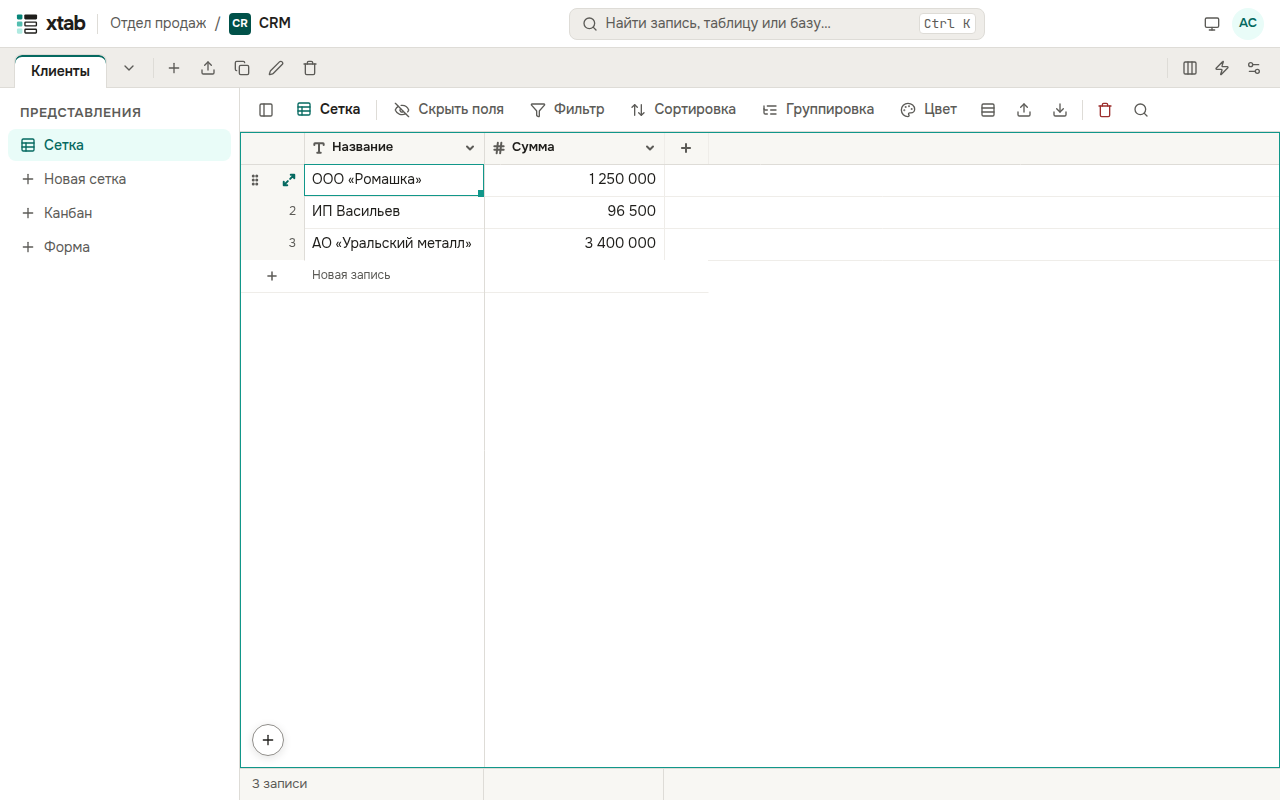 xtab Отдел продаж / CR CRM Найти запись, таблицу или базу... Ctrl K АС
Клиенты
ПРЕДСТАВЛЕНИЯ
Сетка
Новая сетка
Канбан
Форма
Сетка Скрыть поля Фильтр Сортировка Группировка Цвет
Название Сумма
ООО «Ромашка» 1 250 000
2 ИП Васильев 96 500
3 АО «Уральский металл» 3 400 000
Новая запись
3 записи